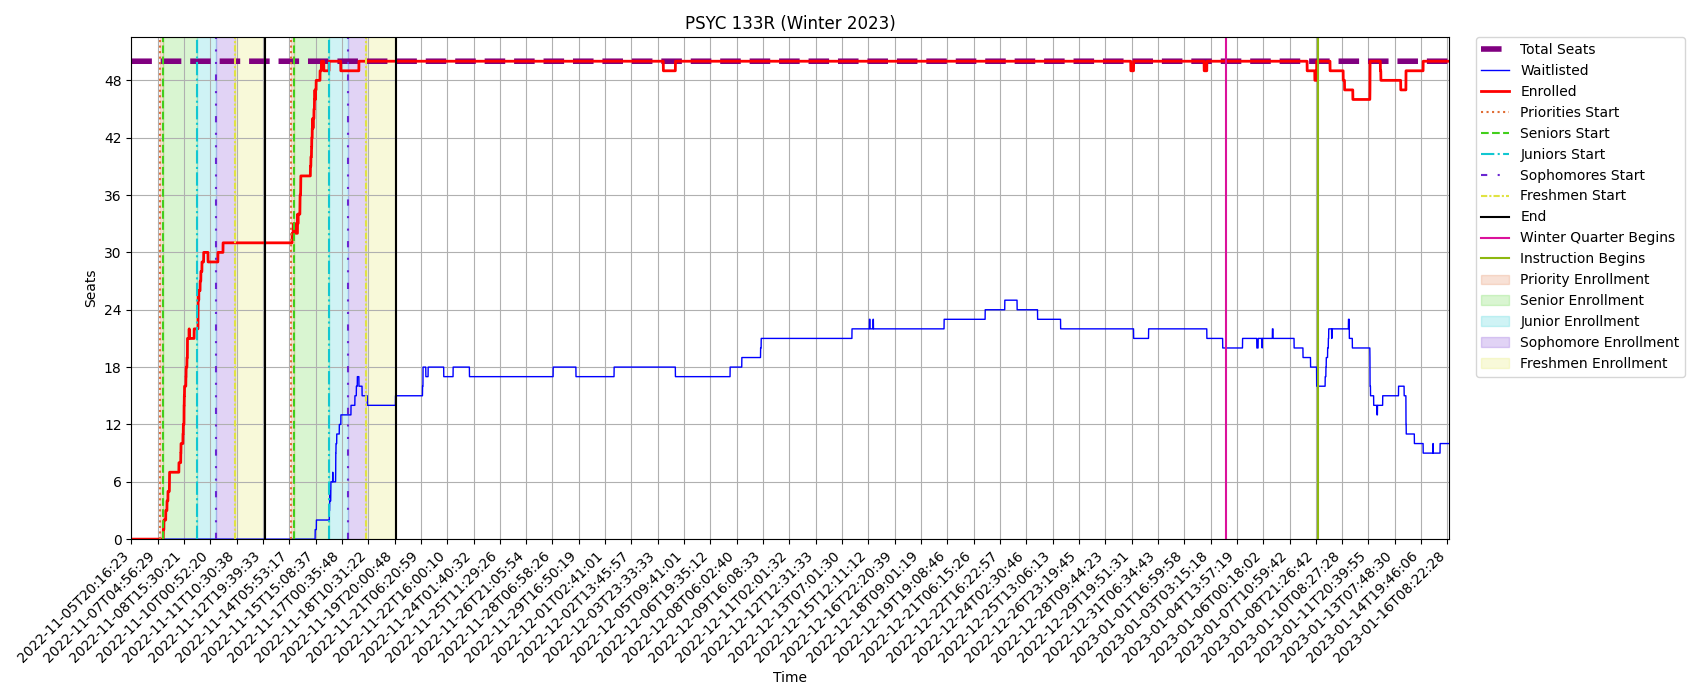 PSYC 133R (Winter 2023)
Seats
48
42
36
30
24
18
12
6
0
2022-11-05T20:16:23
2022-11-07T04:56:29
2022-11-08T15:30:21
2022-11-10T00:52:20
2022-11-11T10:30:38
2022-11-12T19:39:33
2022-11-14T05:53:17
2022-11-15T15:08:37
2022-11-17T00:35:48
2022-11-18T10:31:22
2022-11-19T20:00:48
2022-11-21T06:20:59
2022-11-22T16:00:10
2022-11-24T01:40:32
2022-11-25T11:29:26
2022-11-26T21:05:54
2022-11-28T06:58:26
2022-11-29T16:50:19
2022-12-01T02:41:01
2022-12-02T13:45:57
2022-12-03T23:33:33
2022-12-05T09:41:01
2022-12-06T19:35:12
2022-12-08T06:02:40
2022-12-09T16:08:33
2022-12-11T02:01:32
2022-12-12T12:31:33
2022-12-13T07:01:30
2022-12-15T12:11:12
2022-12-16T22:20:39
2022-12-18T09:01:19
2022-12-19T19:08:46
2022-12-21T06:15:26
2022-12-22T16:22:57
2022-12-24T02:30:46
2022-12-25T13:06:13
2022-12-26T23:19:45
2022-12-28T09:44:23
2022-12-29T19:51:31
2022-12-31T06:34:43
2023-01-01T16:59:58
2023-01-03T03:15:18
2023-01-04T13:57:19
2023-01-06T00:18:02
2023-01-07T10:59:42
2023-01-08T21:26:42
2023-01-10T08:27:28
2023-01-11T20:39:55
2023-01-13T07:48:30
2023-01-14T19:46:06
2023-01-16T08:22:28
Time
Total Seats
Waitlisted
Enrolled
Priorities Start
Seniors Start
Juniors Start
Sophomores Start
Freshmen Start
End
Winter Quarter Begins
Instruction Begins
Priority Enrollment
Senior Enrollment
Junior Enrollment
Sophomore Enrollment
Freshmen Enrollment